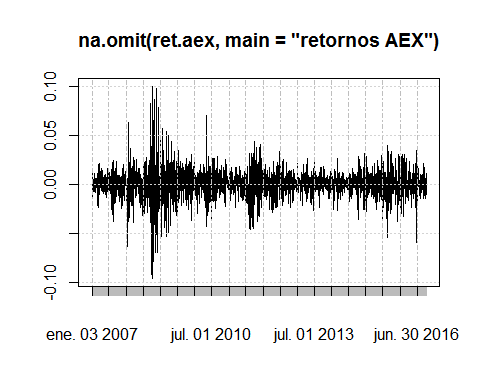 na.omit(ret.aex, main = "retornos AEX")
0.10
0.05
0.00
-0.10
ene. 03 2007 jul. 01 2010 jul. 01 2013 jun. 30 2016